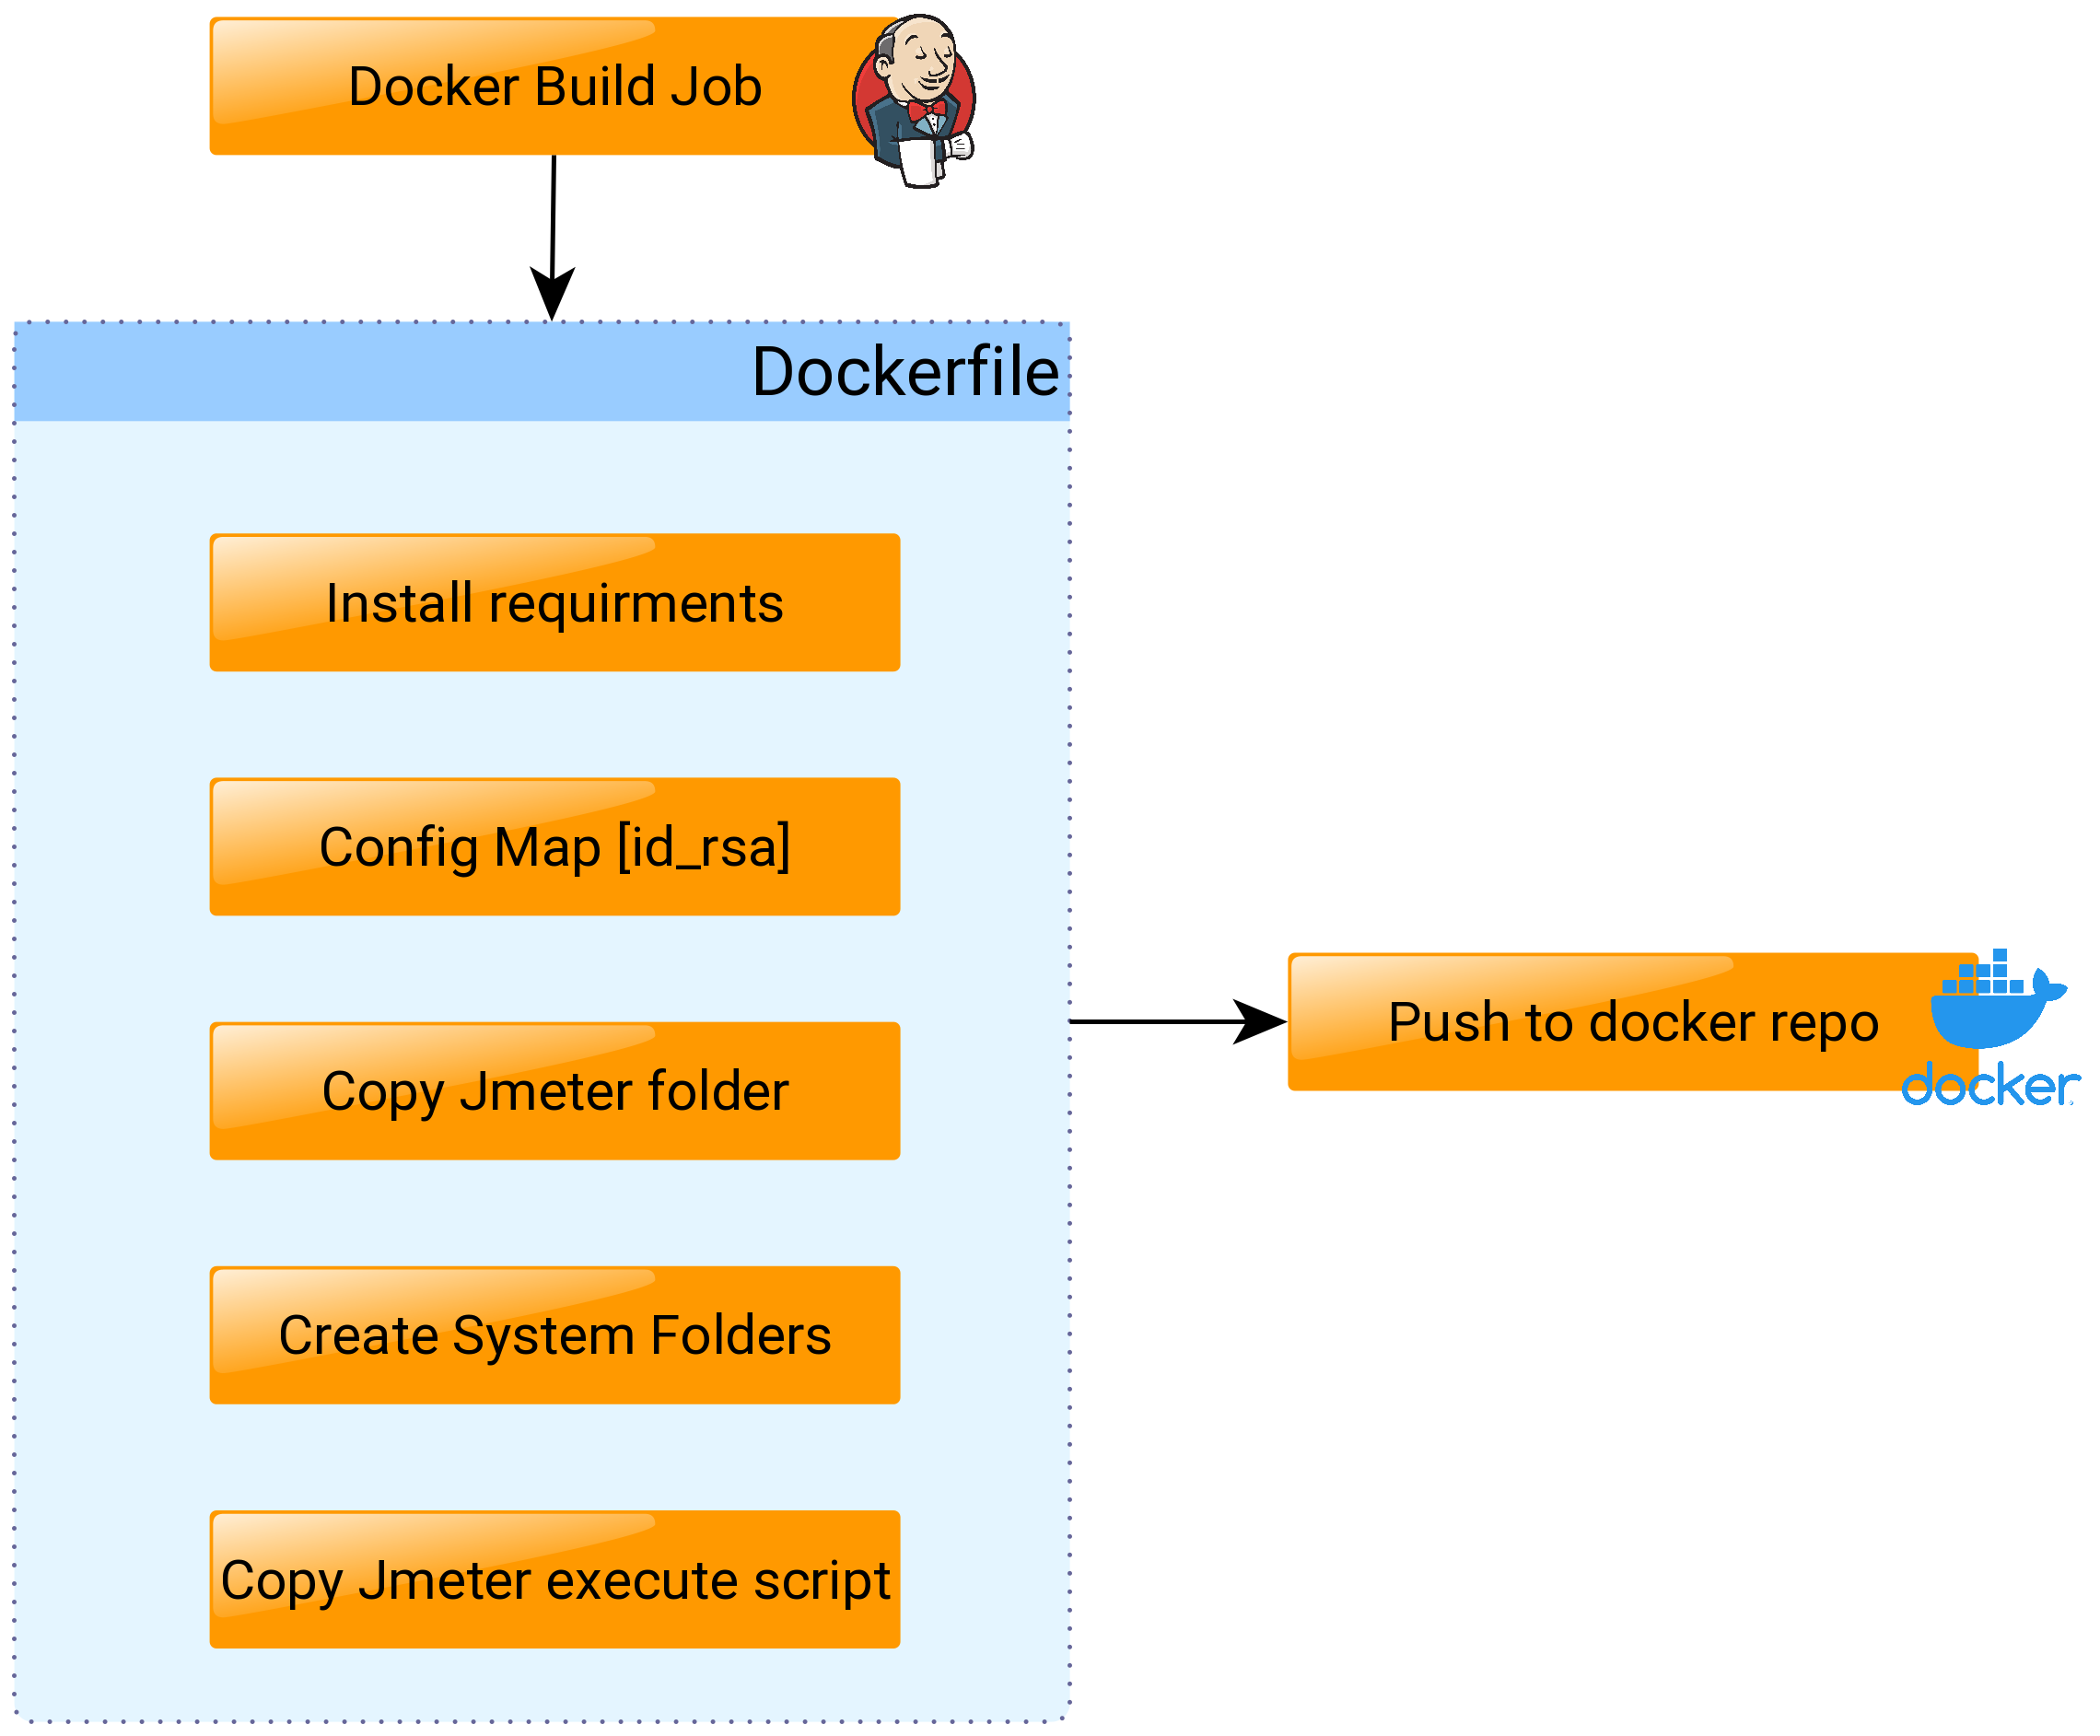 Docker Build Job
Dockerfile
Install requirments
Config Map [id_rsa]
Copy Jmeter folder
Create System Folders
Copy Jmeter execute script
Push to docker repo
docker